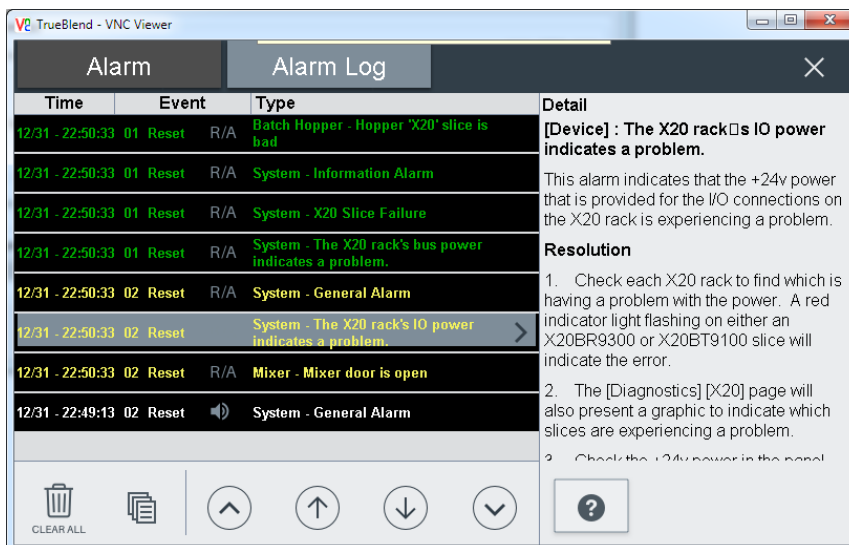 TrueBlend - VNC Viewer
Alarm
Alarm Log
Time Event Type
12/31 - 22:50:33 01 Reset R/A Batch Hopper - Hopper 'X20' slice is
bad
12/31 - 22:50:33 01 Reset R/A System - Information Alarm
12/31 - 22:50:33 01 Reset R/A System - X20 Slice Failure
12/31 - 22:50:33 01 Reset R/A System - The X20 rack's bus power
indicates a problem.
12/31 - 22:50:33 02 Reset R/A System - General Alarm
12/31 - 22:50:33 02 Reset System - The X20 rack's IO power
indicates a problem.
12/31 - 22:50:33 02 Reset R/A Mixer - Mixer door is open
12/31 - 22:49:13 02 Reset System - General Alarm
CLEAR ALL
Detail
[Device] : The X20 rack□s IO power
indicates a problem.
This alarm indicates that the +24v power
that is provided for the I/O connections on
the X20 rack is experiencing a problem.
Resolution
1. Check each X20 rack to find which is
having a problem with the power. A red
indicator light flashing on either an
X20BR9300 or X20BT9100 slice will
indicate the error.
2. The [Diagnostics] [X20] page will
also present a graphic to indicate which
slices are experiencing a problem.
3. Check the +24v power in the panel
?